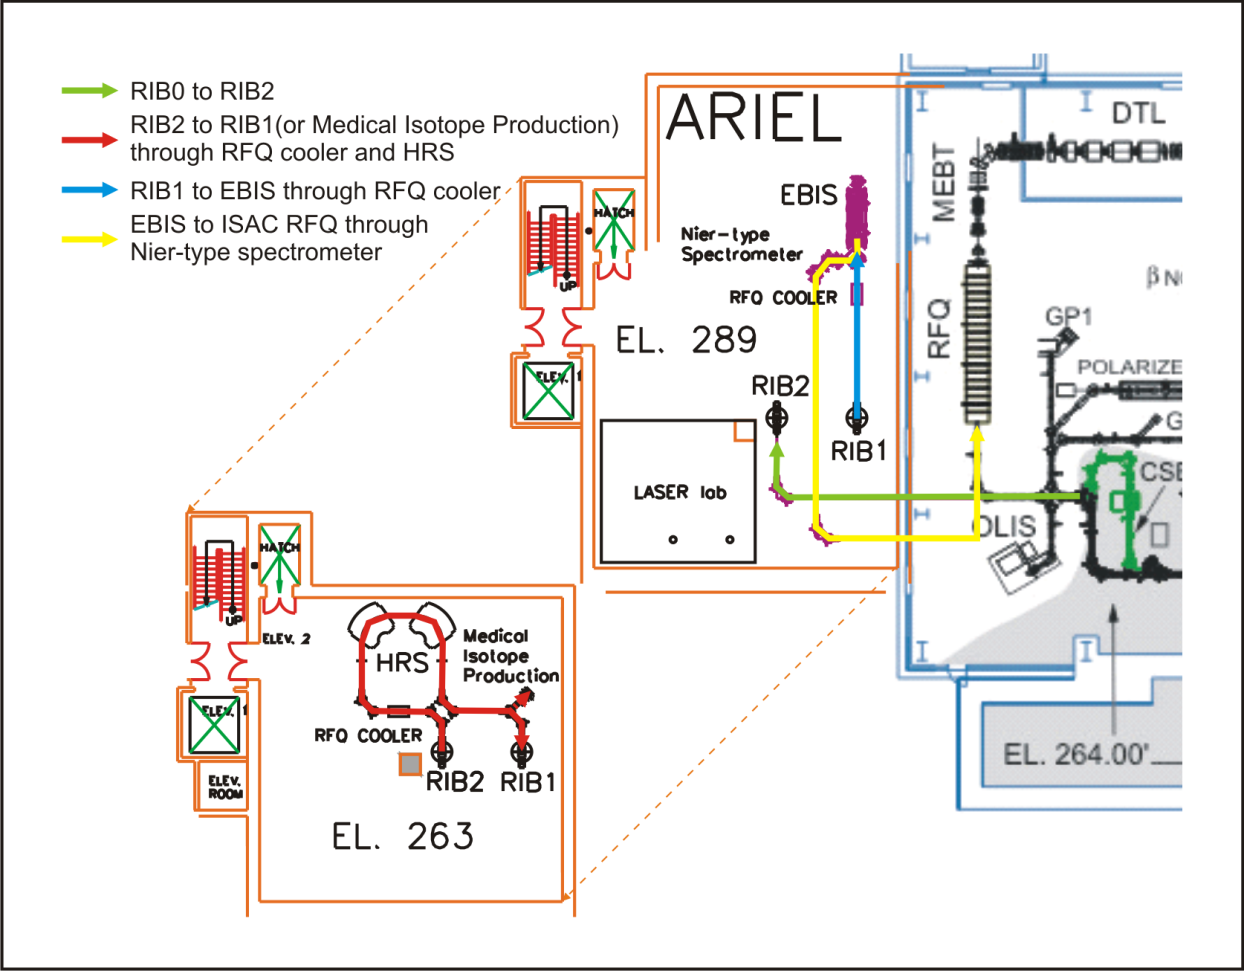 RIB0 to RIB2
RIB2 to RIB1(or Medical Isotope Production)
through RFQ cooler and HRS
RIB1 to EBIS through RFQ cooler
EBIS to ISAC RFQ through
Nier-type spectrometer
ARIEL
DTL
MEBT
EBIS
HATCH
Nier-type
Spectrometer
UP
RFQ COOLER
β NO
RFQ
GP1
EL. 289
POLARIZE
ELEV. 1
RIB2
G
RIB1
CSB
LASER lab
OLIS
HATCH
UP
ELEV. 2
Medical
Isotope
Production
HRS
ELEV. 1
RFQ COOLER
RIB2 RIB1
EL. 264.00'
ELEV.
ROOM
EL. 263